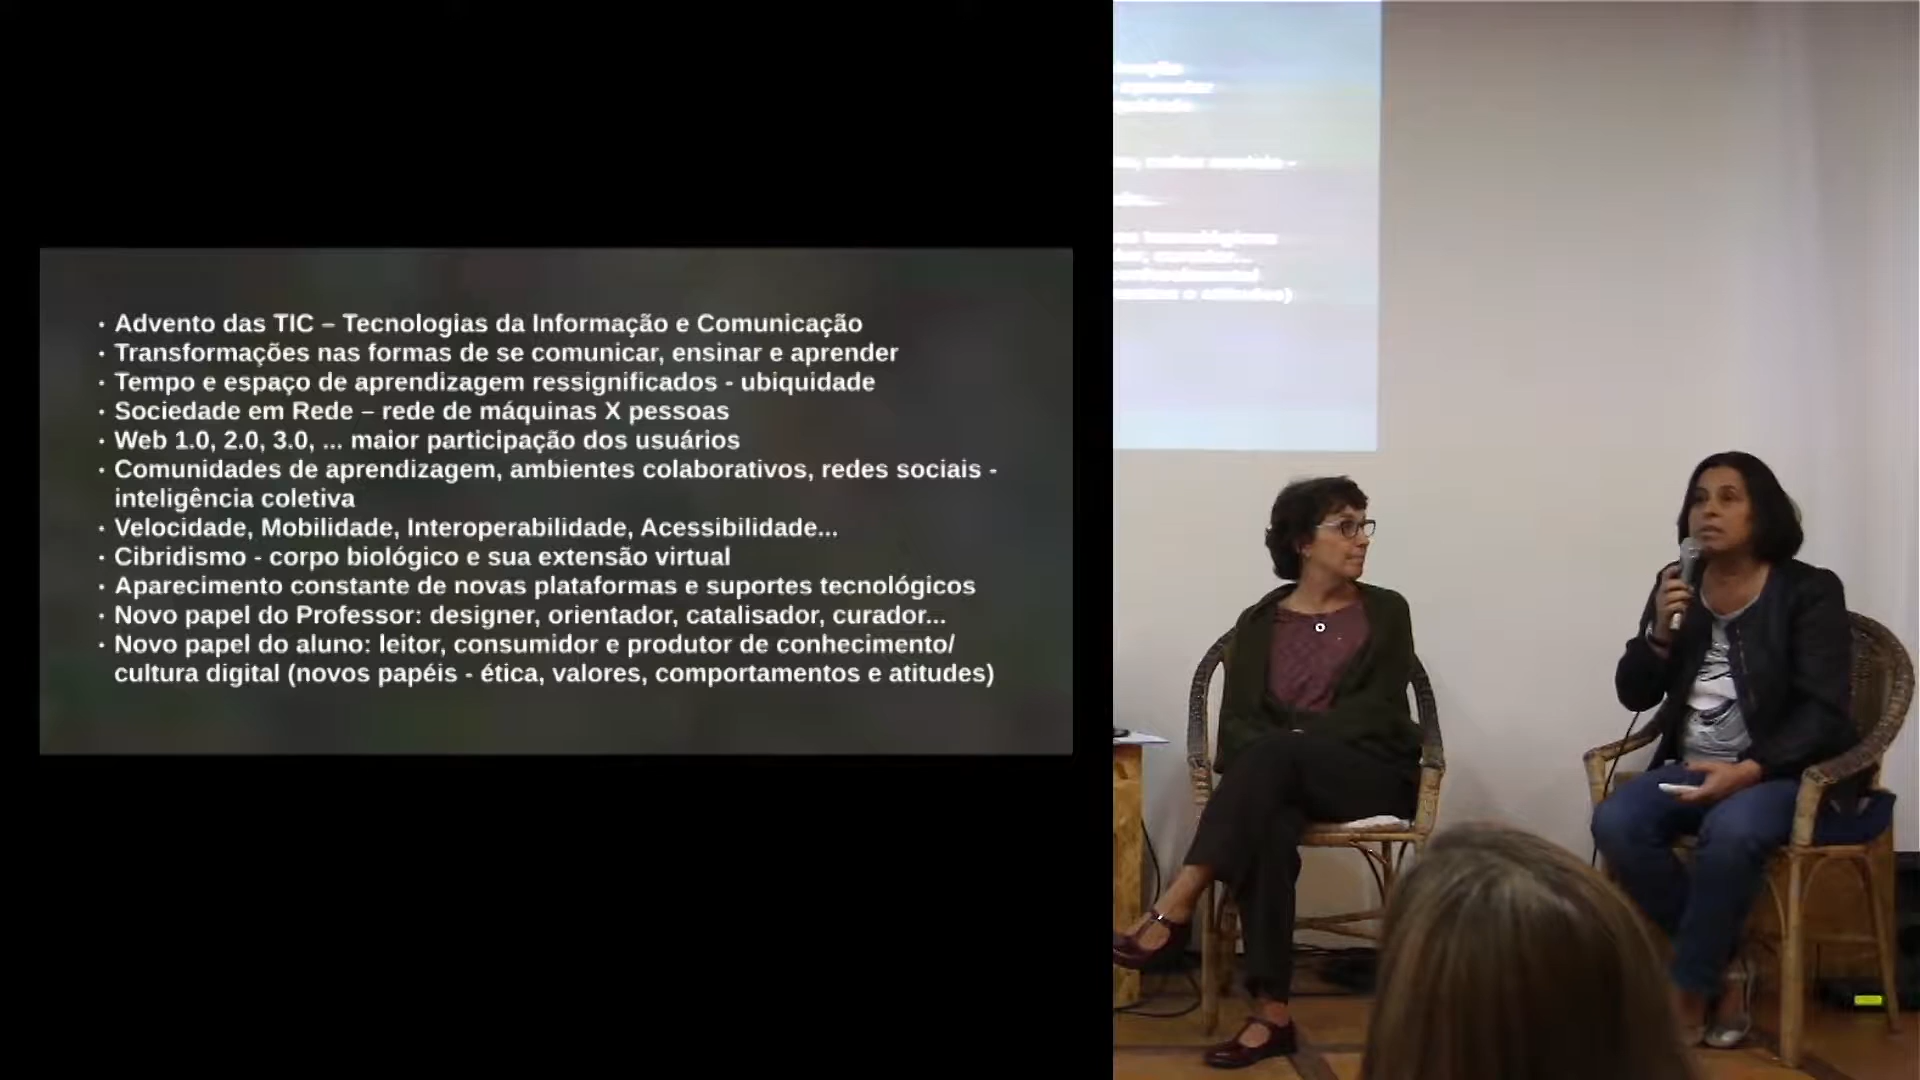 · Advento das TIC – Tecnologias da Informação e Comunicação
· Transformações nas formas de se comunicar, ensinar e aprender
· Tempo e espaço de aprendizagem ressignificados - ubiquidade
· Sociedade em Rede – rede de máquinas X pessoas
· Web 1.0, 2.0, 3.0, ... maior participação dos usuários
· Comunidades de aprendizagem, ambientes colaborativos, redes sociais -
inteligência coletiva
· Velocidade, Mobilidade, Interoperabilidade, Acessibilidade...
· Cibridismo - corpo biológico e sua extensão virtual
· Aparecimento constante de novas plataformas e suportes tecnológicos
· Novo papel do Professor: designer, orientador, catalisador, curador...
· Novo papel do aluno: leitor, consumidor e produtor de conhecimento/
cultura digital (novos papéis - ética, valores, comportamentos e atitudes)